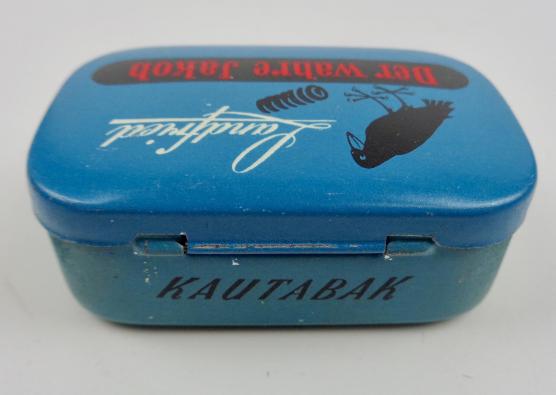 Der wahre Jakob
Landfried
KAUTABAK